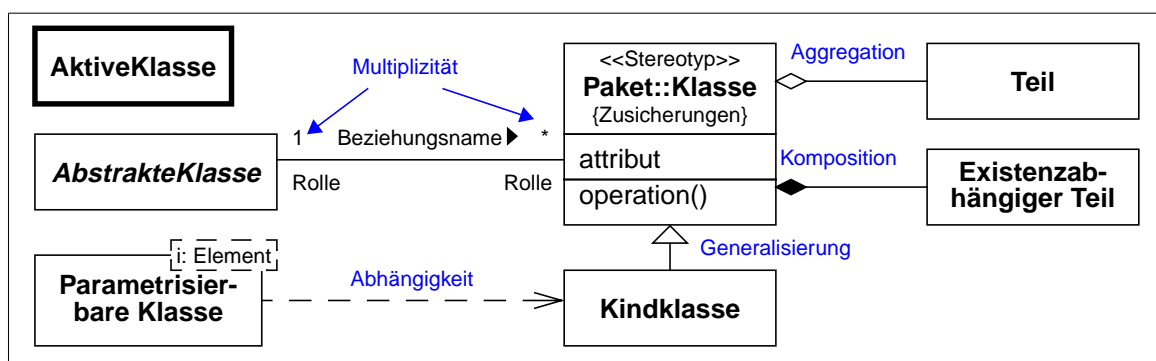 AktiveKlasse
Multiplizität
<<Stereotyp>>
Paket::Klasse
{Zusicherungen}
Aggregation
Teil
1
Beziehungsname
*
AbstrakteKlasse
Rolle
Rolle
attribut
operation()
Komposition
Existenzab-
hängiger Teil
i: Element
Parametrisier-
bare Klasse
Abhängigkeit
Generalisierung
Kindklasse